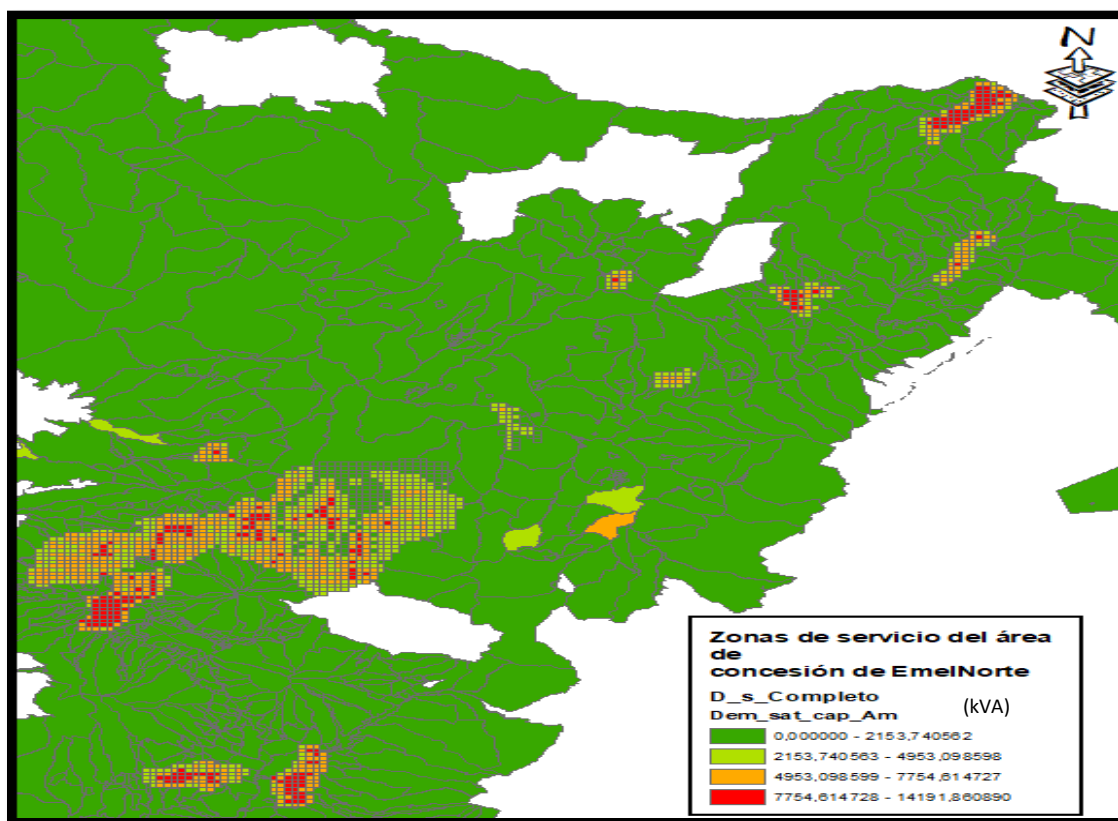 N
Zonas de servicio del área
de
concesión de EmelNorte
D_s_Completo
Dem_sat_cap_Am (kVA)
0,000000 - 2153,740562
2153,740563 - 4953,098598
4953,098599 - 7754,614727
7754,614728 - 14191,860890